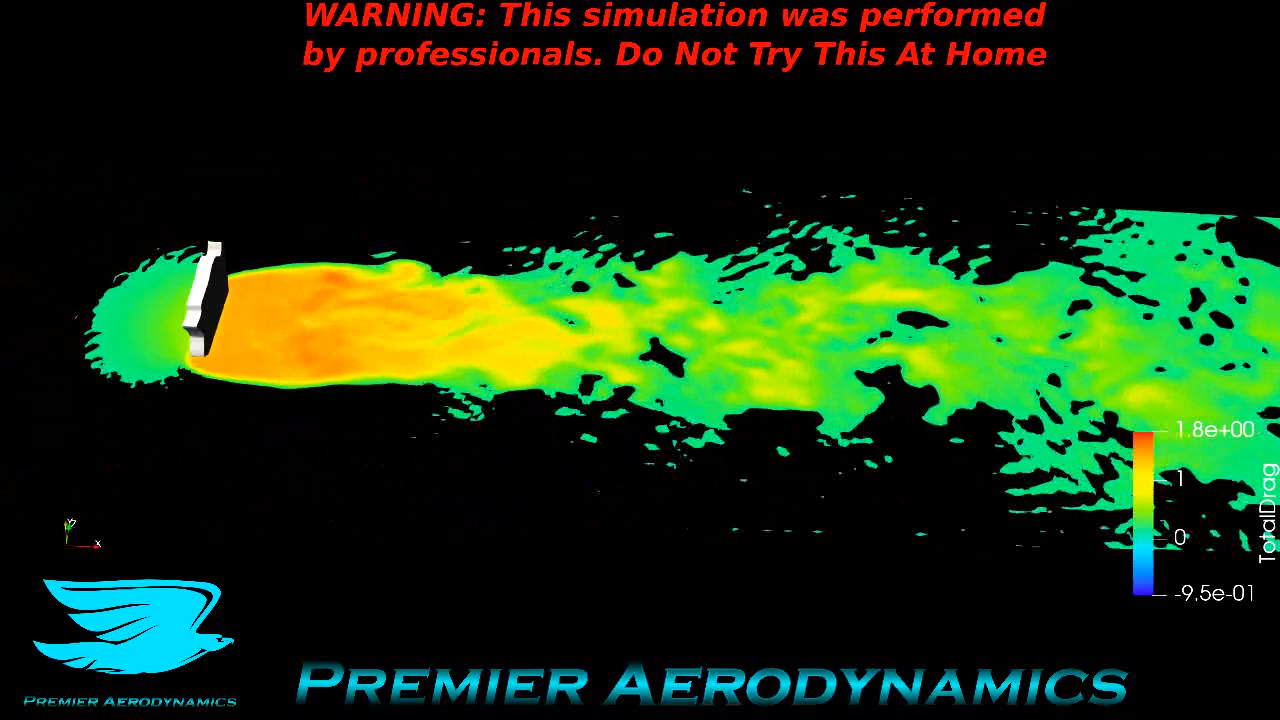 WARNING: This simulation was performed
by professionals. Do Not Try This At Home
1.8e+00
1
0
-9.5e-01
TotalDrag
Y
Z
X
PREMIER AERODYNAMICS
PREMIER AERODYNAMICS